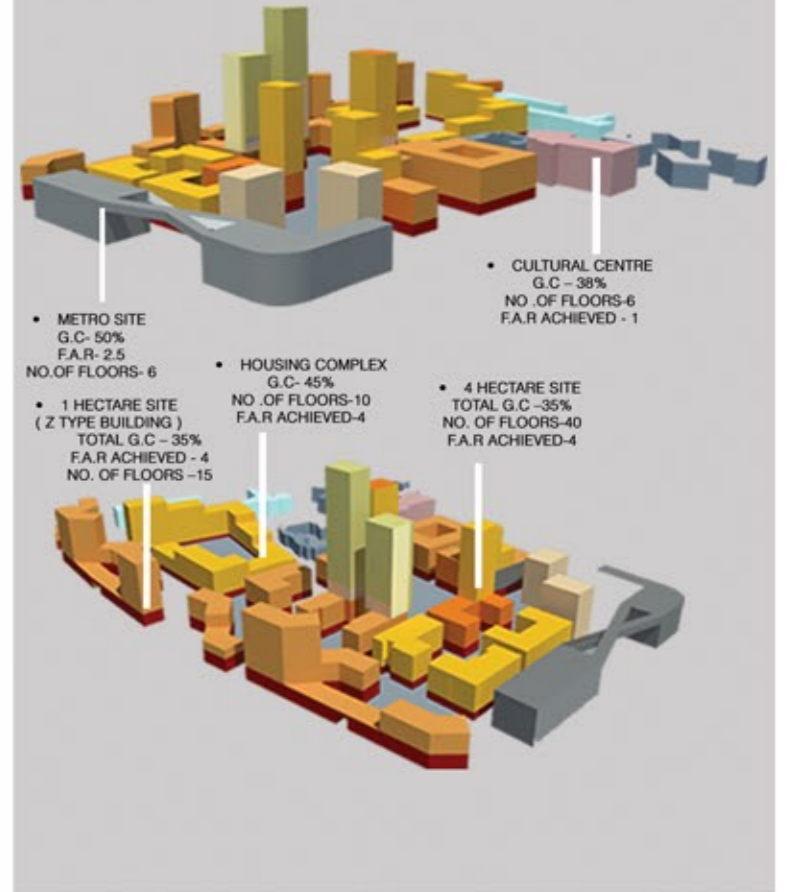 • CULTURAL CENTRE
G.C – 38%
NO .OF FLOORS-6
F.A.R ACHIEVED - 1
• METRO SITE
G.C- 50%
F.A.R- 2.5
NO.OF FLOORS- 6
• HOUSING COMPLEX
G.C- 45%
NO .OF FLOORS-10
F.A.R ACHIEVED-4
• 4 HECTARE SITE
TOTAL G.C –35%
NO. OF FLOORS-40
F.A.R ACHIEVED-4
• 1 HECTARE SITE
( Z TYPE BUILDING )
TOTAL G.C – 35%
F.A.R ACHIEVED - 4
NO. OF FLOORS –15